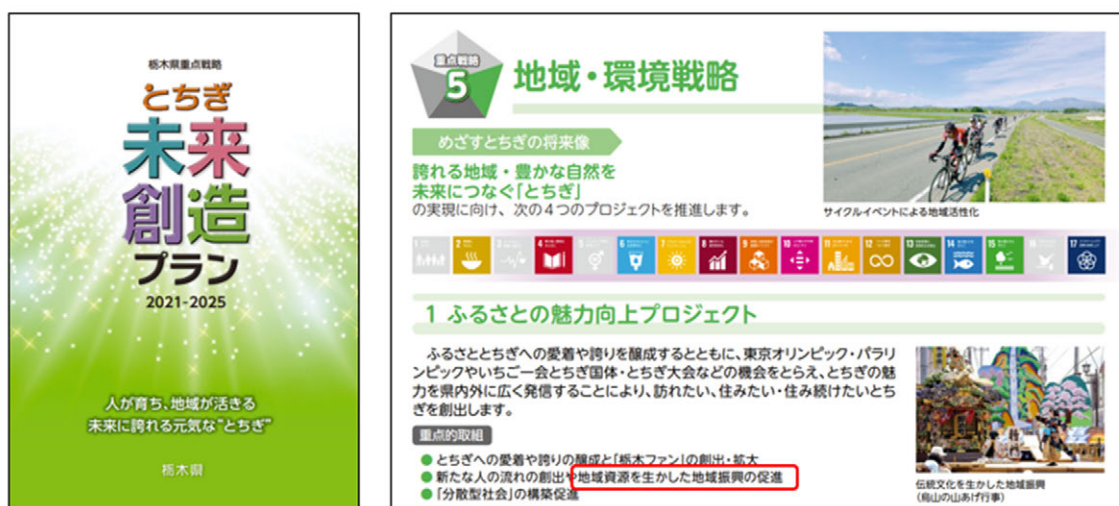 栃木県重点戦略
とちぎ
未来
創造
プラン
2021-2025
人が育ち、地域が活きる
未来に誇れる元気な“とちぎ”
栃木県
重点戦略
5
地域・環境戦略
めざすとちぎの将来像
誇れる地域・豊かな自然を
未来につなぐ「とちぎ」
の実現に向け、次の4つのプロジェクトを推進します。
サイクルイベントによる地域活性化
1 2 3 4 5 6 7 8 9 10 11 12 13 14 15 16 17
1 ふるさとの魅力向上プロジェクト
ふるさととちぎへの愛着や誇りを醸成するとともに、東京オリンピック・パラリ
ンピックやいちご一会とちぎ国体・とちぎ大会などの機会をとらえ、とちぎの魅
力を県内外に広く発信することにより、訪れたい、住みたい・住み続けたいとち
ぎを創出します。
重点的取組
● とちぎへの愛着や誇りの醸成と「栃木ファン」の創出・拡大
● 新たな人の流れの創出や地域資源を生かした地域振興の促進
● 「分散型社会」の構築促進
伝統文化を生かした地域振興
(烏山の山あげ行事)